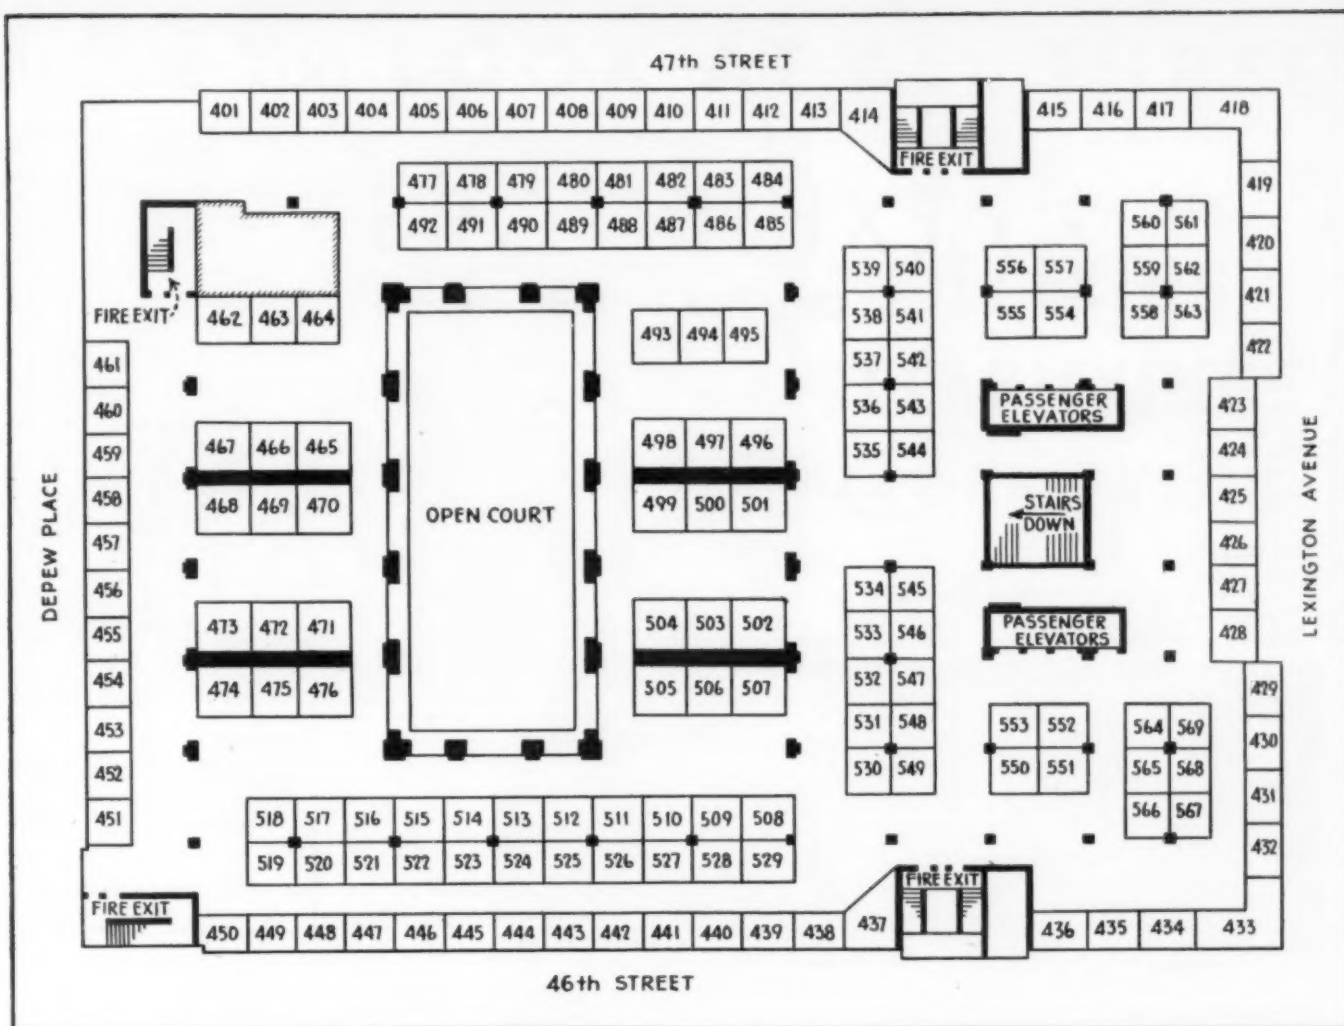 47th STREET
401 402 403 404 405 406 407 408 409 410 411 412 413 414 415 416 417 418
FIRE EXIT
477 478 479 480 481 482 483 484
419
492 491 490 489 488 487 486 485
560 561
420
539 540
556 557
559 562
421
FIRE EXIT
462 463 464
538 541
555 554
558 563
493 494 495
422
461
537 542
460
536 543
PASSENGER
ELEVATORS
423
459
467 466 465
498 497 496
535 544
424
458
468 469 470
499 500 501
425
OPEN COURT
STAIRS
DOWN
457
426
DEPEW PLACE
LEXINGTON AVENUE
456
534 545
427
455
473 472 471
504 503 502
533 546
PASSENGER
ELEVATORS
428
454
474 475 476
505 506 507
532 547
429
453
531 548
553 552
564 569
430
452
530 549
550 551
565 568
451
518 517 516 515 514 513 512 511 510 509 508
566 567
431
519 520 521 522 523 524 525 526 527 528 529
432
FIRE EXIT
FIRE EXIT
450 449 448 447 446 445 444 443 442 441 440 439 438 437 436 435 434 433
46th STREET